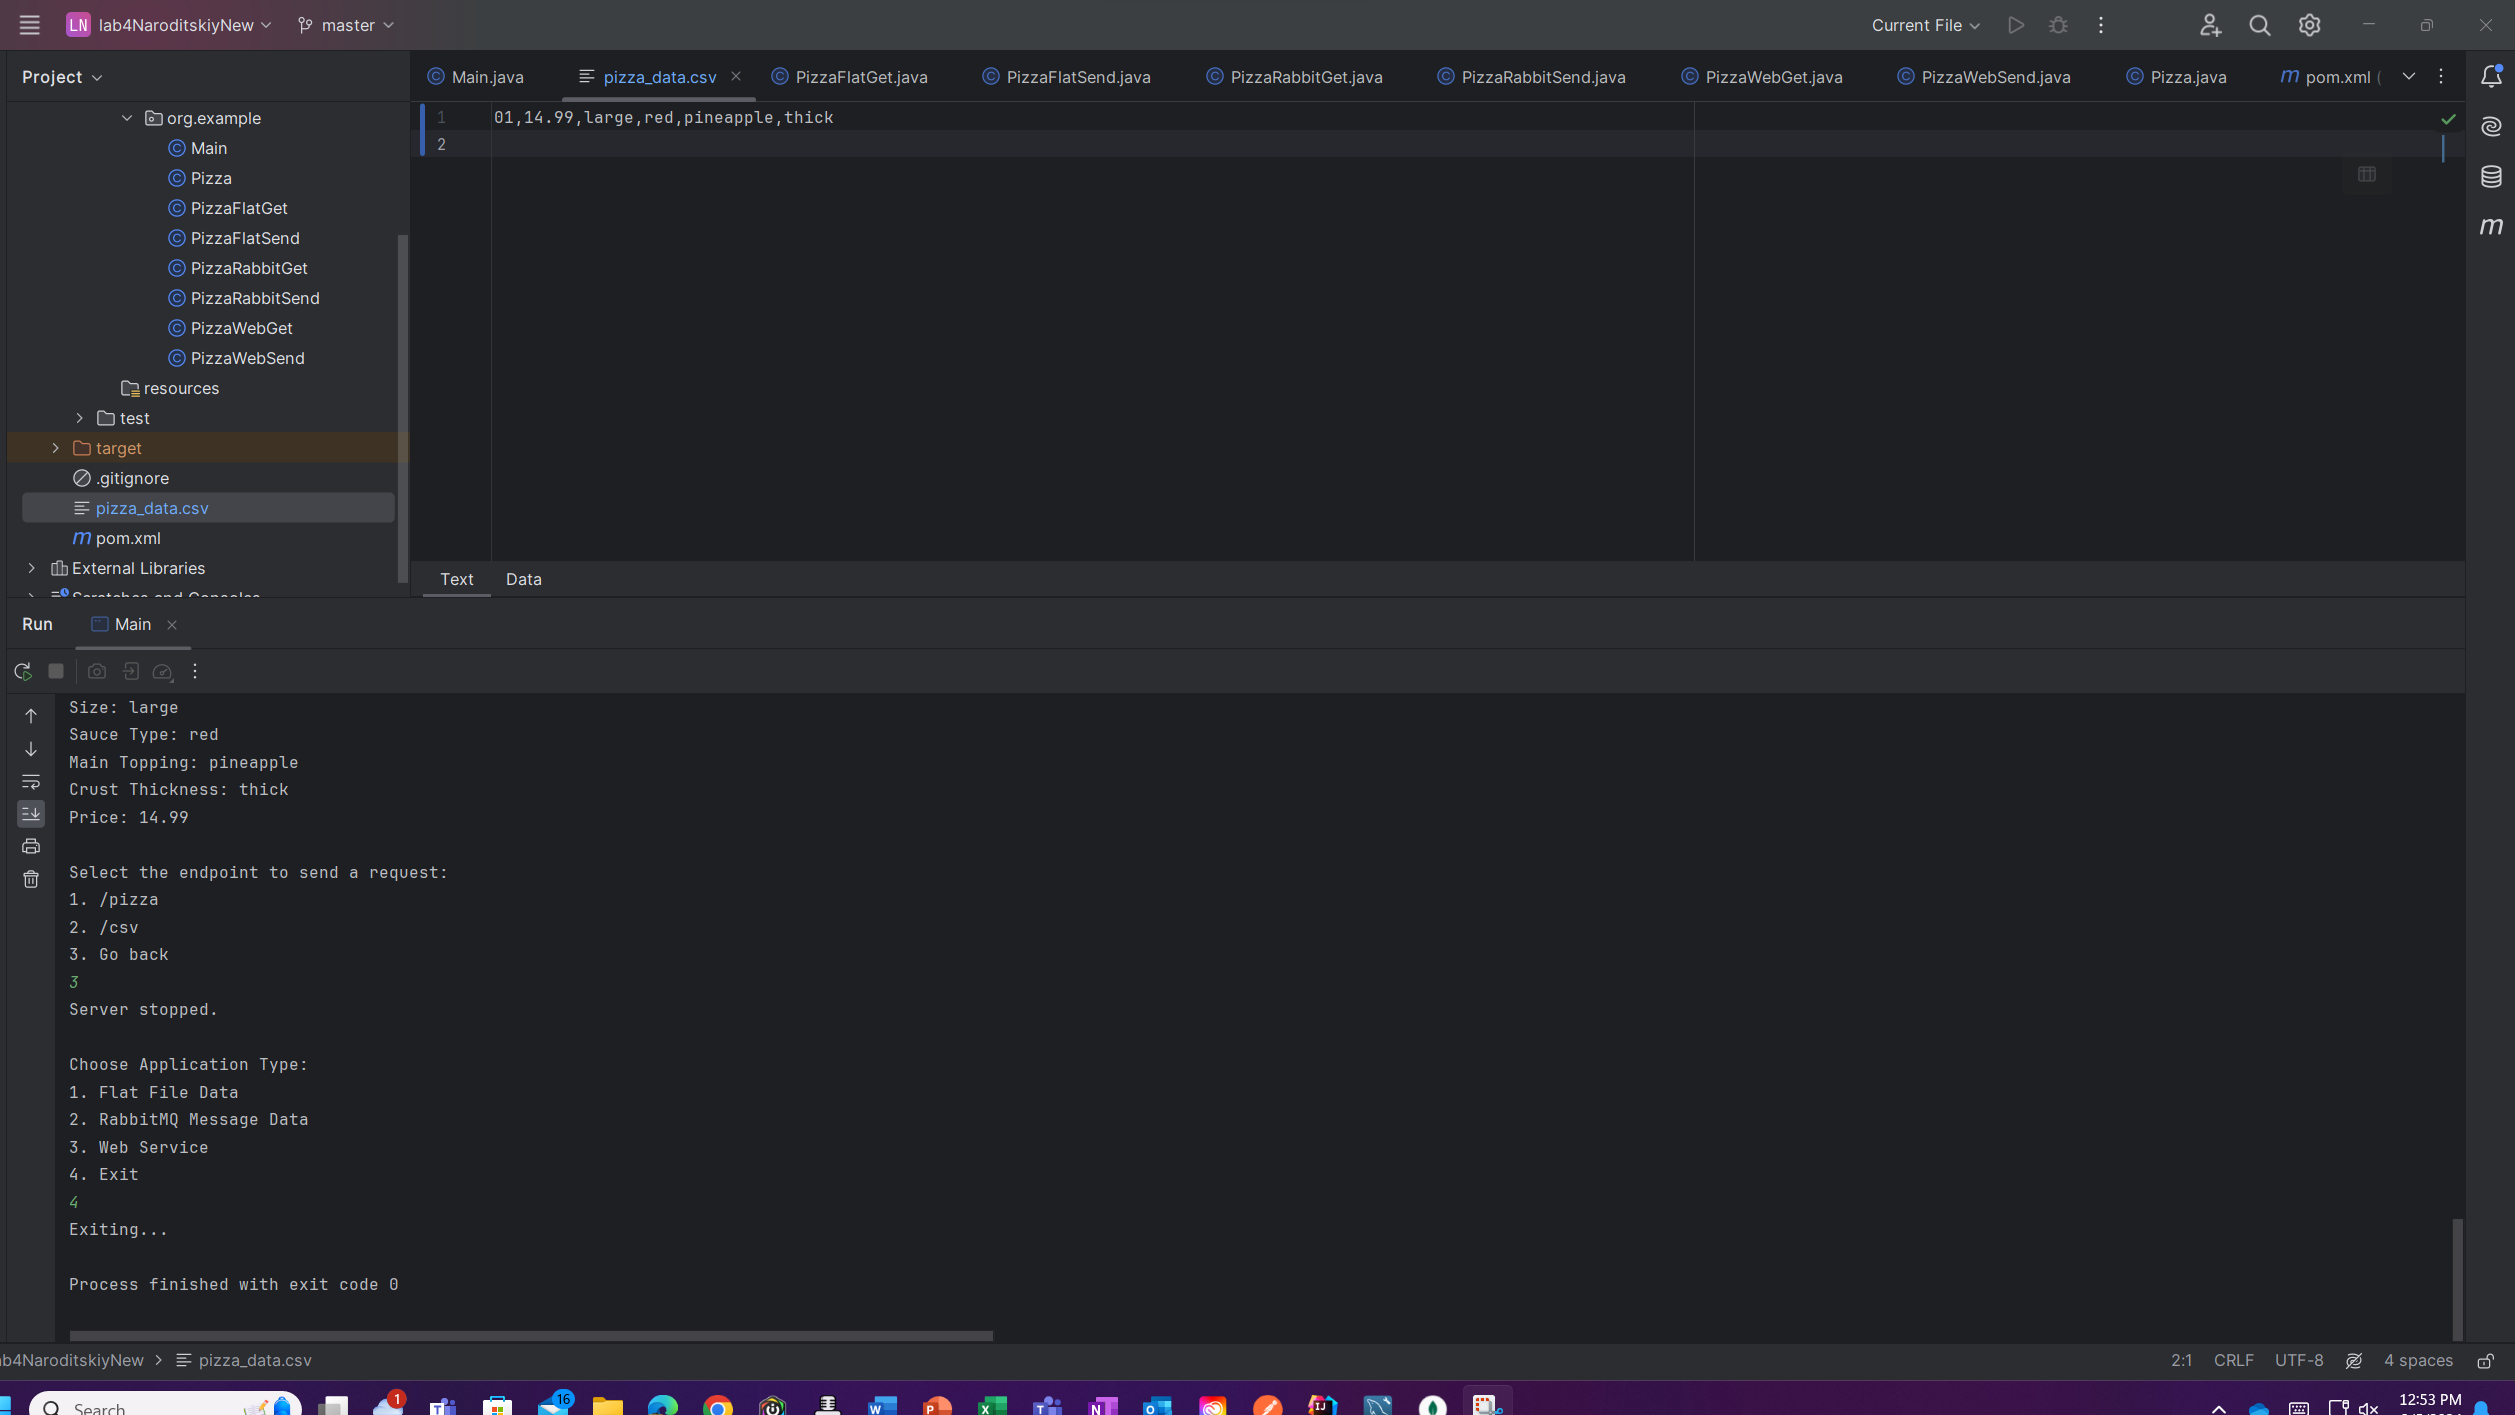 LN lab4NaroditskiyNew master Current File
Project
Main.java pizza_data.csv PizzaFlatGet.java PizzaFlatSend.java PizzaRabbitGet.java PizzaRabbitSend.java PizzaWebGet.java PizzaWebSend.java Pizza.java m pom.xml (
org.example
Main
Pizza
PizzaFlatGet
PizzaFlatSend
PizzaRabbitGet
PizzaRabbitSend
PizzaWebGet
PizzaWebSend
resources
test
target
.gitignore
pizza_data.csv
m pom.xml
External Libraries
Scratches and Consoles
1 01,14.99,large,red,pineapple,thick
2
m
Text Data
Run Main
Size: large
Sauce Type: red
Main Topping: pineapple
Crust Thickness: thick
Price: 14.99
Select the endpoint to send a request:
1. /pizza
2. /csv
3. Go back
3
Server stopped.
Choose Application Type:
1. Flat File Data
2. RabbitMQ Message Data
3. Web Service
4. Exit
4
Exiting...
Process finished with exit code 0
ab4NaroditskiyNew > pizza_data.csv 2:1 CRLF UTF-8 4 spaces
Search 1 16 12:53 PM